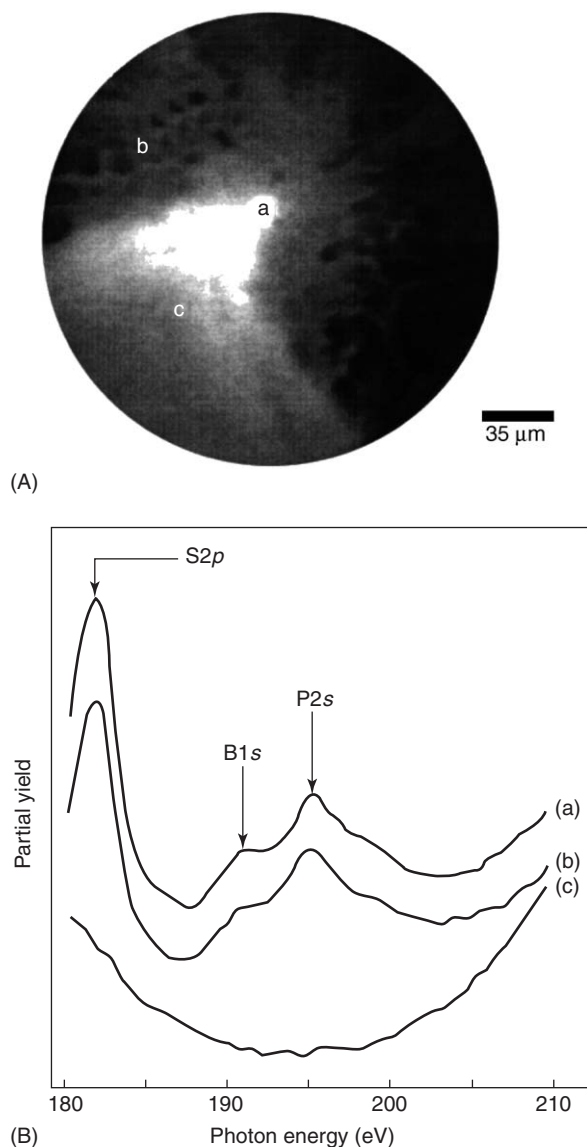 b
a
c
35 μm
(A)
S2p
P2s
B1s
Partial yield
(a)
(b)
(c)
180 190 200 210
(B)
Photon energy (eV)